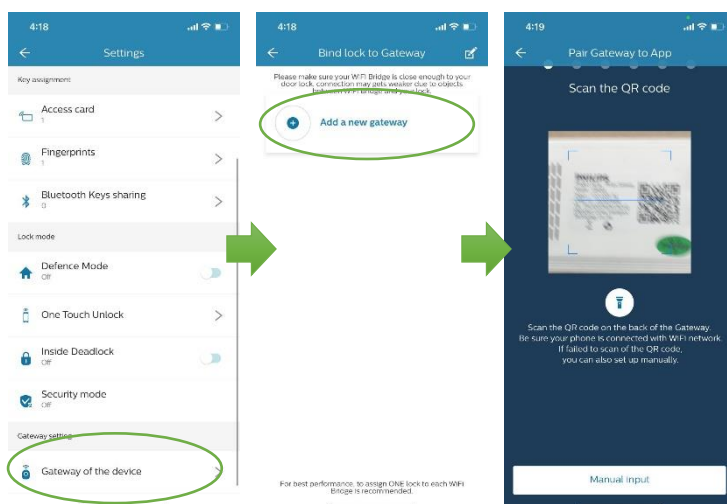 4:18
Settings
Key assignment
Access card
1
Fingerprints
1
Bluetooth Keys sharing
0
Lock mode
Defence Mode
Off
One Touch Unlock
Inside Deadlock
Off
Security mode
Off
Gateway setting
Gateway of the device
4:18
Bind lock to Gateway
Please make sure your WIFI Bridge is close enough to your
door lock, connection may gets weaker due to objects
between WIFI Bridge and your lock.
Add a new gateway
For best performance, to assign ONE lock to each WIFI
Bridge is recommended.
4:19
Pair Gateway to App
Scan the QR code
PHILIPS
Scan the QR code on the back of the Gateway.
Be sure your phone is connected with WIFI network.
If failed to scan of the QR code,
you can also set up manually.
Manual input